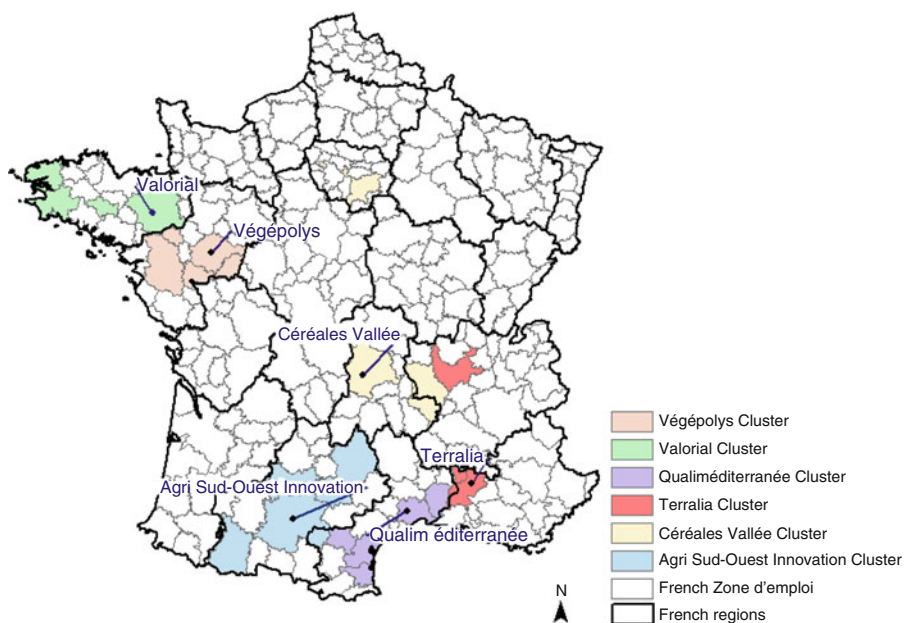 Valorial
Végépolys
Céréales Vallée
Terralia
Agri Sud-Ouest Innovation
Qualim éditerranée
Végépolys Cluster
Valorial Cluster
Qualiméditerranée Cluster
Terralia Cluster
Céréales Vallée Cluster
Agri Sud-Ouest Innovation Cluster
French Zone d'emploi
French regions
N